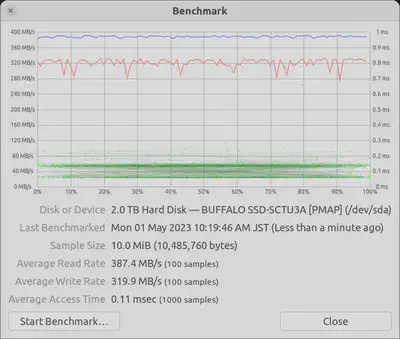 Benchmark
400 MB/s
360 MB/s
320 MB/s
280 MB/s
240 MB/s
200 MB/s
160 MB/s
120 MB/s
80 MB/s
40 MB/s
0 MB/s
1 ms
0.9 ms
0.8 ms
0.7 ms
0.6 ms
0.5 ms
0.4 ms
0.3 ms
0.2 ms
0.1 ms
0 ms
0% 10% 20% 30% 40% 50% 60% 70% 80% 90% 100%
Disk or Device 2.0 TB Hard Disk — BUFFALO SSD-SCTU3A [PMAP] (/dev/sda)
Last Benchmarked Mon 01 May 2023 10:19:46 AM JST (Less than a minute ago)
Sample Size 10.0 MiB (10,485,760 bytes)
Average Read Rate 387.4 MB/s (100 samples)
Average Write Rate 319.9 MB/s (100 samples)
Average Access Time 0.11 msec (1000 samples)
Start Benchmark… Close